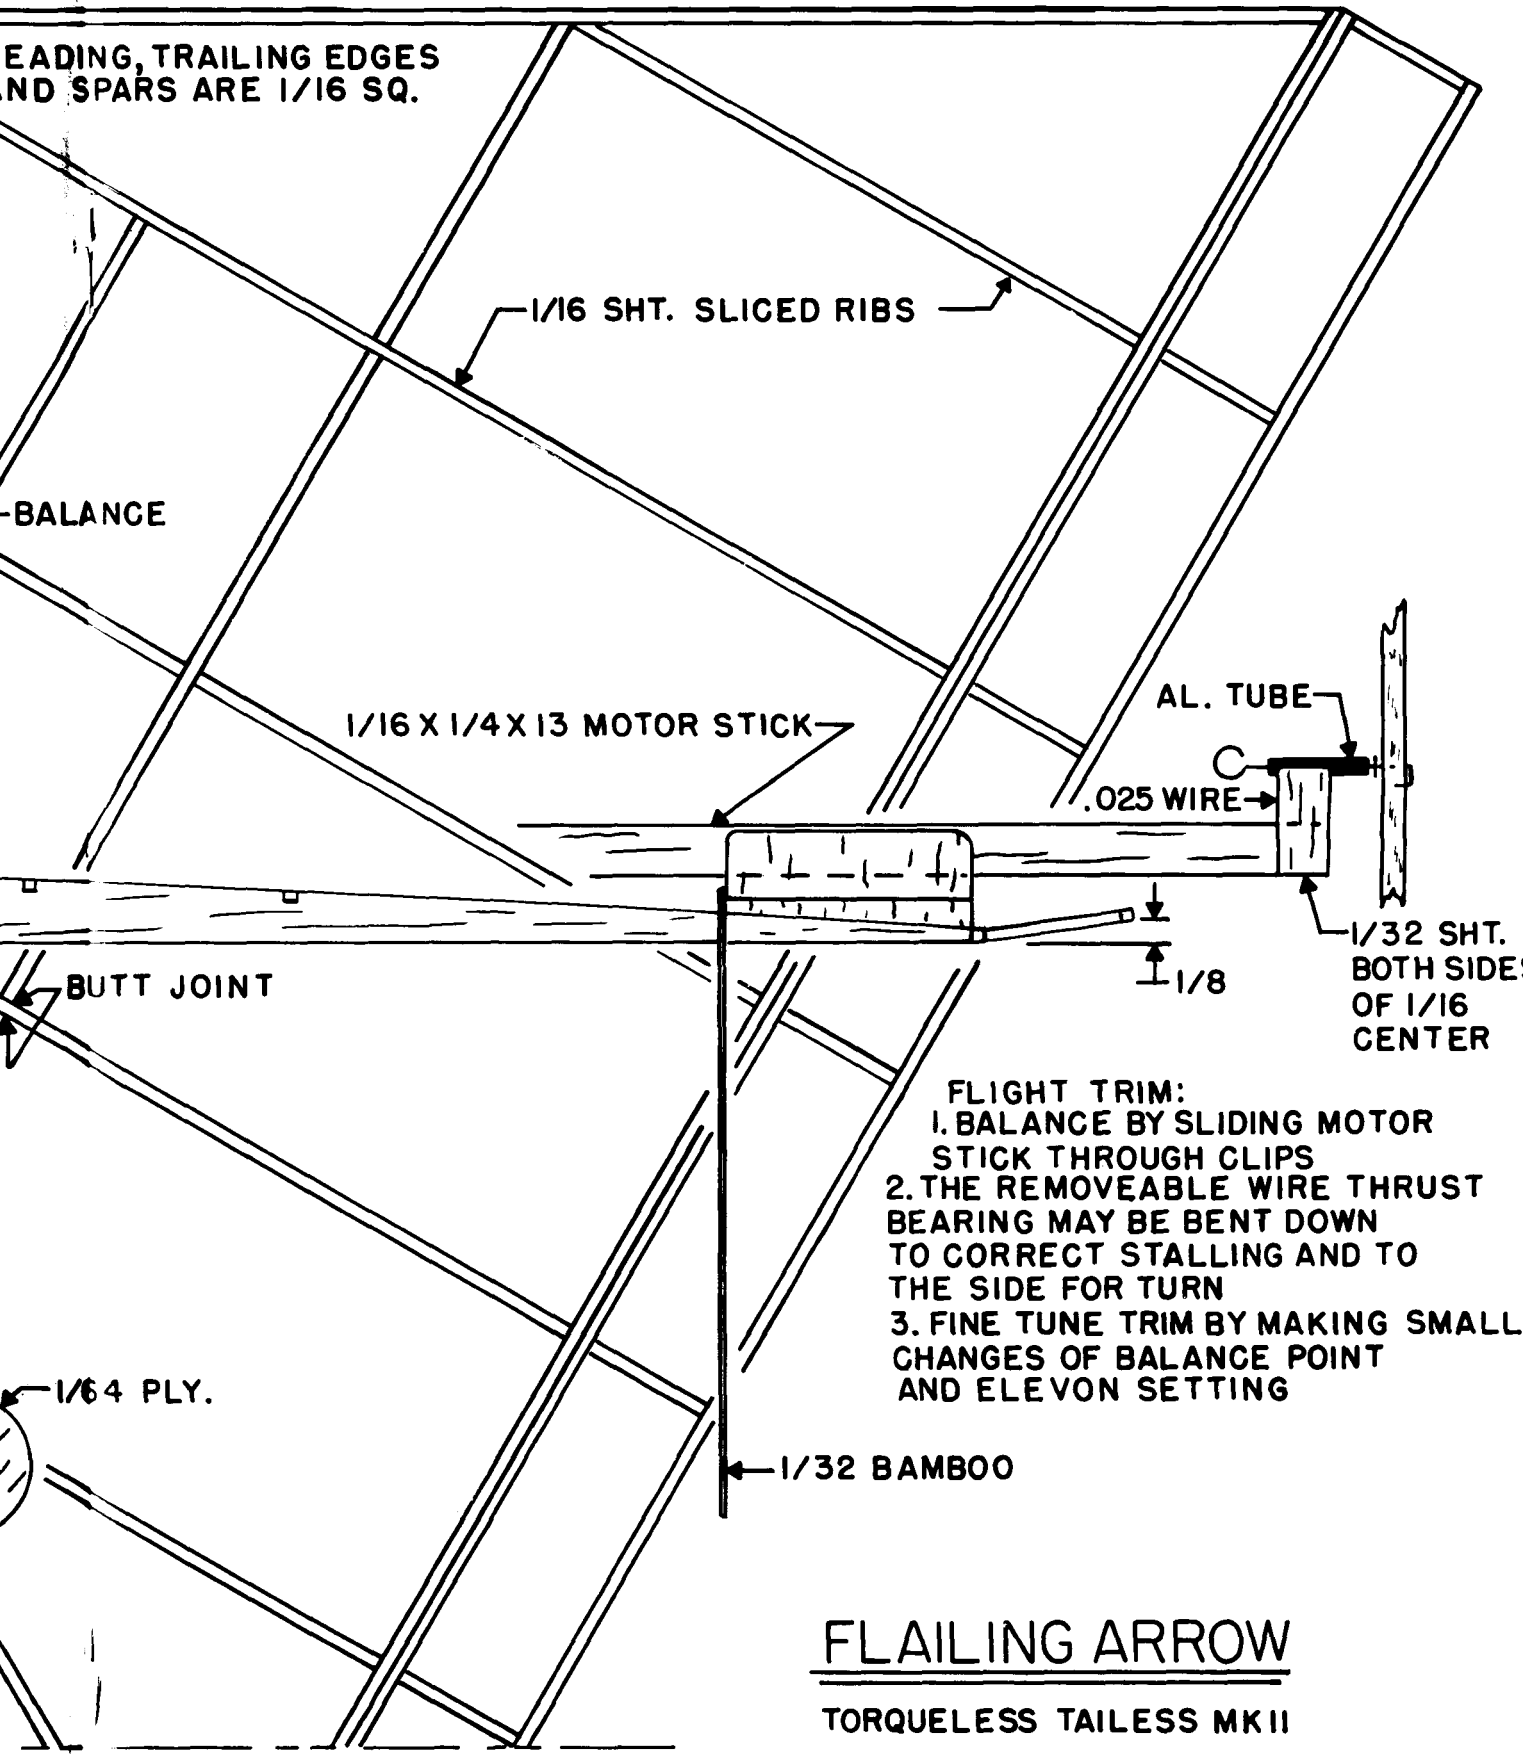 EADING, TRAILING EDGES
AND SPARS ARE 1/16 SQ.
1/16 SHT. SLICED RIBS
BALANCE
1/16 X 1/4 X 13 MOTOR STICK
AL. TUBE
.025 WIRE
1/32 SHT.
BOTH SIDES
OF 1/16
CENTER
1/8
BUTT JOINT
FLIGHT TRIM:
1. BALANCE BY SLIDING MOTOR
STICK THROUGH CLIPS
2. THE REMOVEABLE WIRE THRUST
BEARING MAY BE BENT DOWN
TO CORRECT STALLING AND TO
THE SIDE FOR TURN
3. FINE TUNE TRIM BY MAKING SMALL
CHANGES OF BALANCE POINT
AND ELEVON SETTING
1/64 PLY.
1/32 BAMBOO
FLAILING ARROW
TORQUELESS TAILESS MK II